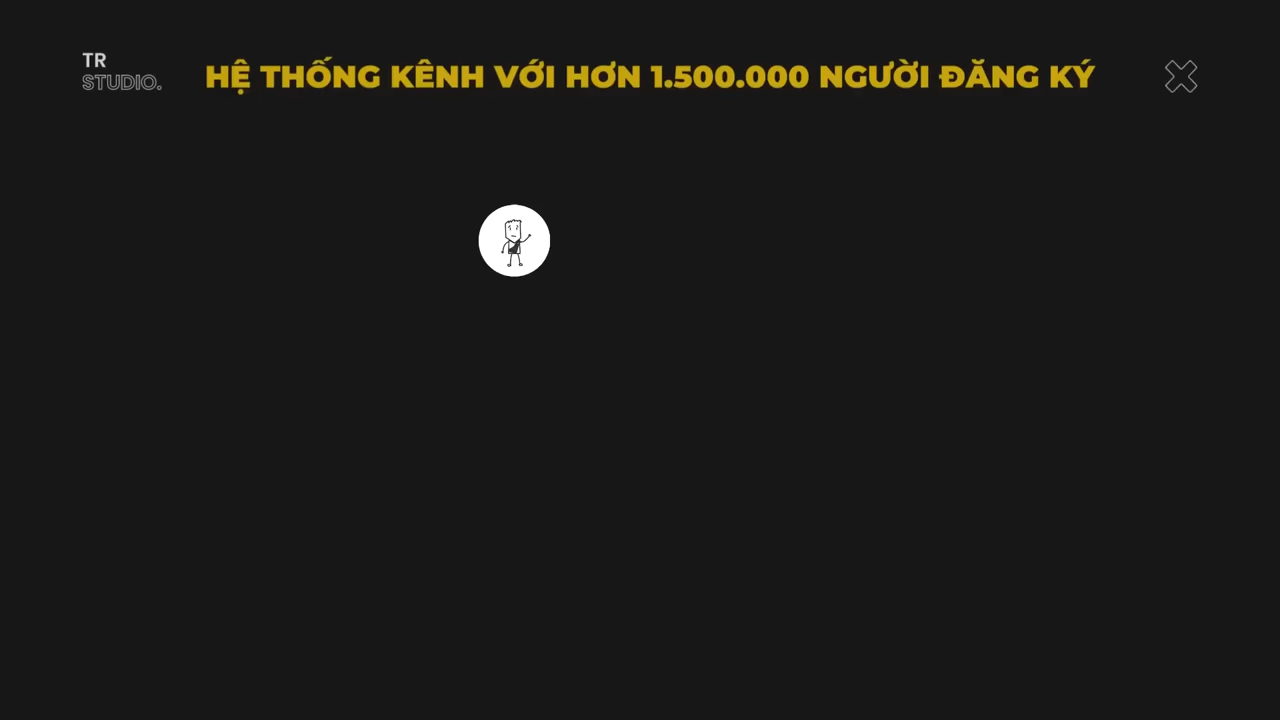 TR
STUDIO.
HỆ THỐNG KÊNH VỚI HƠN 1.500.000 NGƯỜI ĐĂNG KÝ